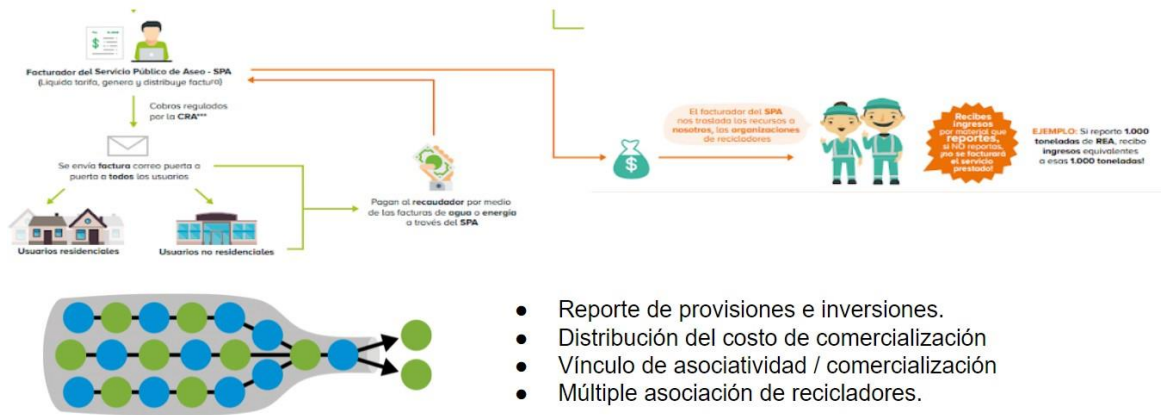 Facturador del Servicio Público de Aseo - SPA
(Liquida tarifa, genera y distribuye factura)
Cobros regulados
por la CRA***
Se envía factura correo puerta a
puerta a todos los usuarios
Usuarios residenciales
Usuarios no residenciales
Pagan al recaudador por medio
de las facturas de agua o energía
a través del SPA
$
El facturador del SPA
nos traslada los recursos a
nosotros, las organizaciones
de recicladores
$
Recibes
ingresos
por material que
reportes,
si NO reportas,
¡no se facturará
el servicio
prestado!
EJEMPLO: Si reporto 1.000
toneladas de REA, recibo
ingresos equivalentes
a esas 1.000 toneladas!
● Reporte de provisiones e inversiones.
● Distribución del costo de comercialización
● Vínculo de asociatividad / comercialización
● Múltiple asociación de recicladores.